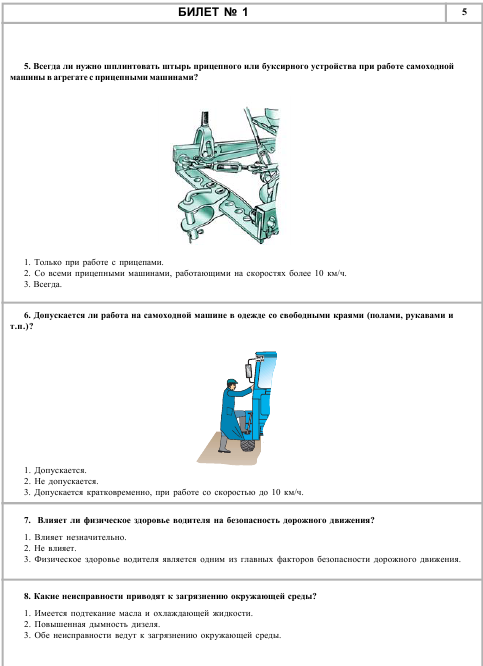 БИЛЕТ № 1
5
5. Всегда ли нужно шплинтовать штырь прицепного или буксирного устройства при работе самоходной
машины в агрегате с прицепными машинами?
1. Только при работе с прицепами.
2. Со всеми прицепными машинами, работающими на скоростях более 10 км/ч.
3. Всегда.
6. Допускается ли работа на самоходной машине в одежде со свободными краями (полами, рукавами и
т.п.)?
1. Допускается.
2. Не допускается.
3. Допускается кратковременно, при работе со скоростью до 10 км/ч.
7. Влияет ли физическое здоровье водителя на безопасность дорожного движения?
1. Влияет незначительно.
2. Не влияет.
3. Физическое здоровье водителя является одним из главных факторов безопасности дорожного движения.
8. Какие неисправности приводят к загрязнению окружающей среды?
1. Имеется подтекание масла и охлаждающей жидкости.
2. Повышенная дымность дизеля.
3. Обе неисправности ведут к загрязнению окружающей среды.